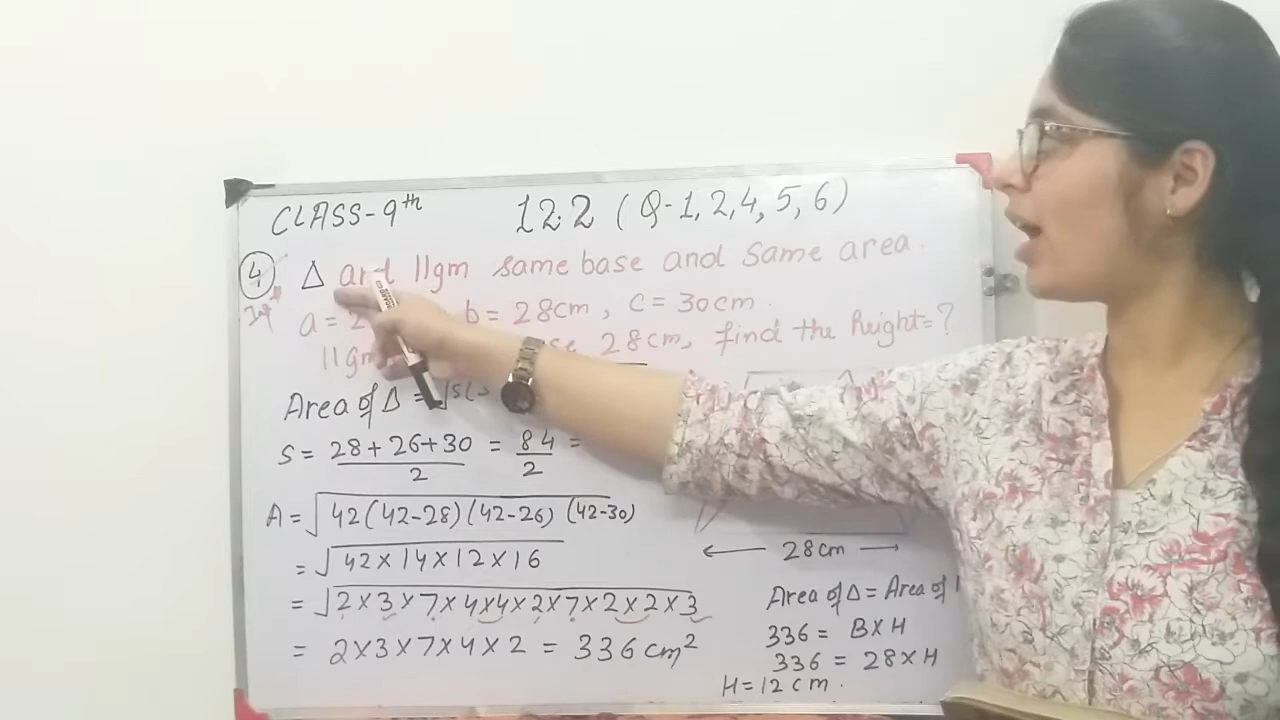 CLASS-9th 12.2 (Q-1,2,4,5,6)
4 Δ and llgm same base and same area.
a = 2 b = 28cm, c = 30cm.
llgm 28cm, find the height=?
Area of Δ = √s(s
S = 28+26+30/2 = 84/2 =
A = √42(42-28)(42-26)(42-30)
= √42×14×12×16
= √2×3×7×4×4×2×7×2×2×3
= 2×3×7×4×2 = 336 cm²
28cm
Area of Δ = Area of
336 = B×H
336 = 28×H
H=12cm.